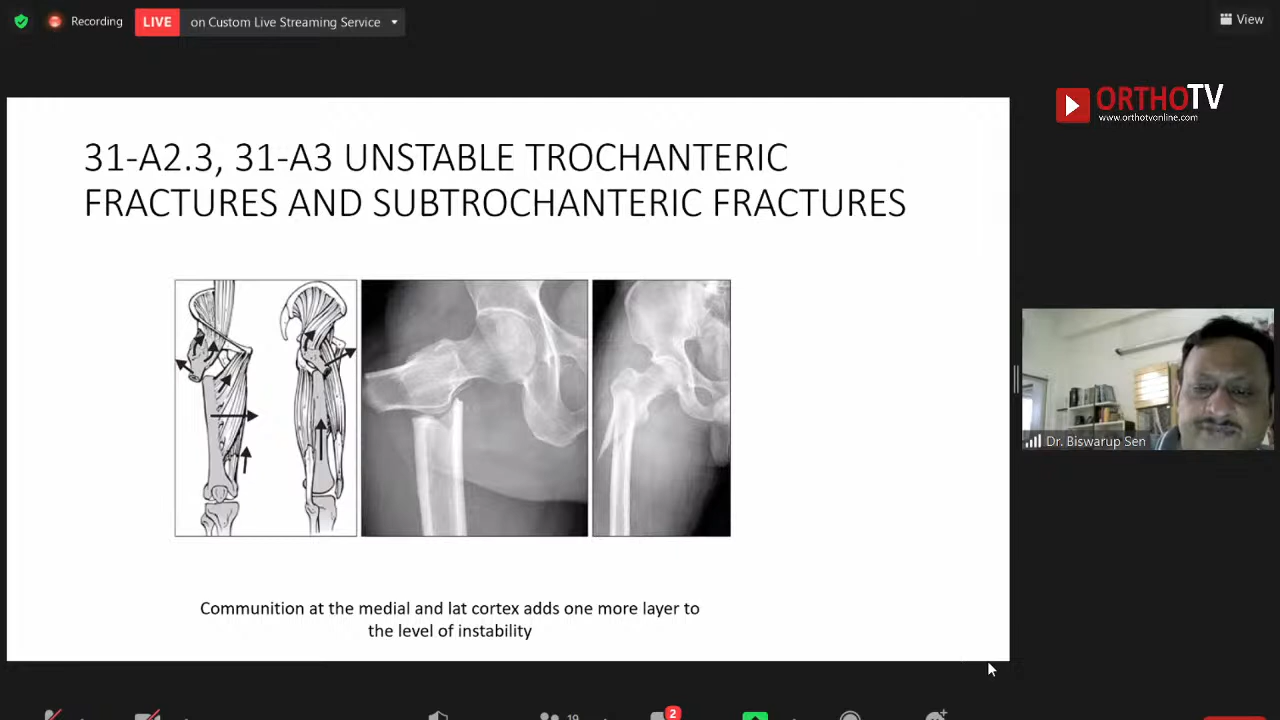 Recording
LIVE
on Custom Live Streaming Service
View
ORTHOTV
www.orthotvonline.com
31-A2.3, 31-A3 UNSTABLE TROCHANTERIC
FRACTURES AND SUBTROCHANTERIC FRACTURES
Dr. Biswarup Sen
Communition at the medial and lat cortex adds one more layer to
the level of instability
19
2